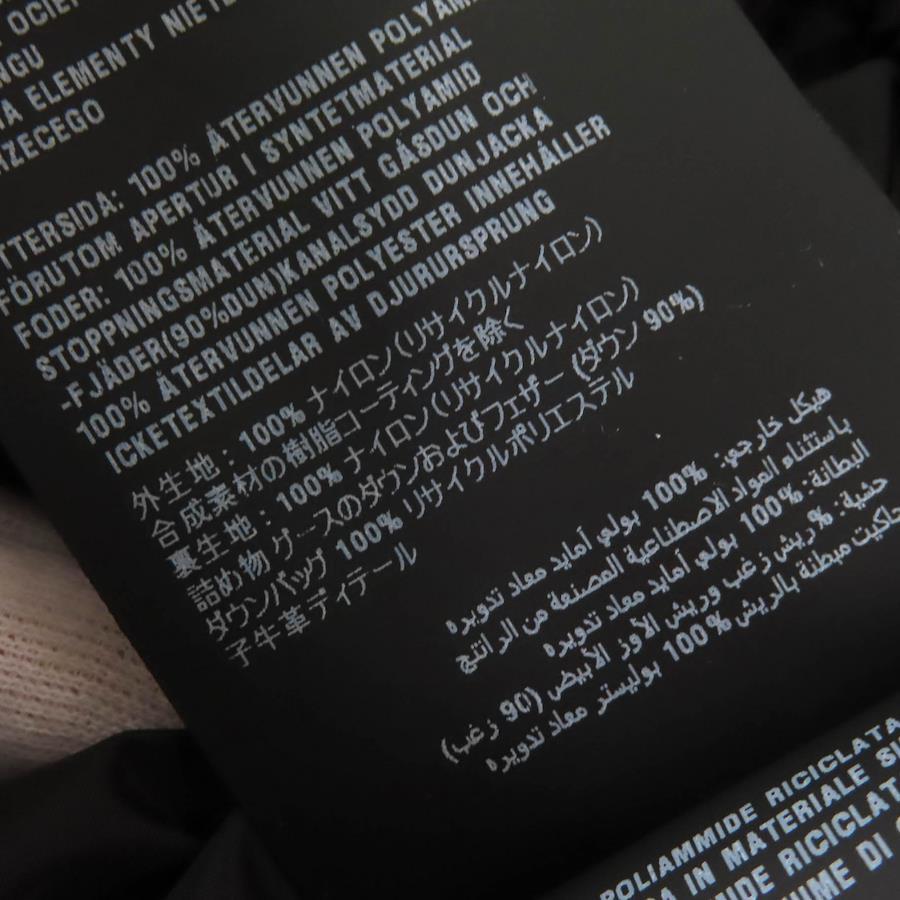 OCIEP
NGU
ELEMENTY NIETE
RZECEGO
TTERSIDA: 100% ÅTERVUNNEN POLYAM
FÖRUTOM APERTUR I SYNTETMATERIAL
FODER: 100% ÅTERVUNNEN POLYAMID
STOPPNINGSMATERIAL VITT GÅSDUN OCH
-FJÄDER(90%DUN)KANALSYDD DUNJACKA
100% ÅTERVUNNEN POLYESTER INNEHÅLLER
ICKETEXTILDELAR AV DJURURSPRUNG
外生地：100% ナイロン(リサイクルナイロン)
合成素材の樹脂コーティングを除く
裏生地：100% ナイロン(リサイクルナイロン)
詰め物 グースのダウンおよびフェザー (ダウン 90%)
ダウンバッグ 100% リサイクルポリエステル
子牛革ディテール
هيكل خارجي: 100% بولي أمايد معاد تدويره
باستثناء المواد الاصطناعية المصنعة من الراتنج
البطانة: 100% بولي أمايد معاد تدويره
حشية: %ريش زغب وريش الأوز الأبيض (90 زغب)
جاكيت مبطنة بالريش 100% بوليستر معاد تدويره
POLIAMMIDE RICICLATA
IN MATERIALE
RICICLAT
DI